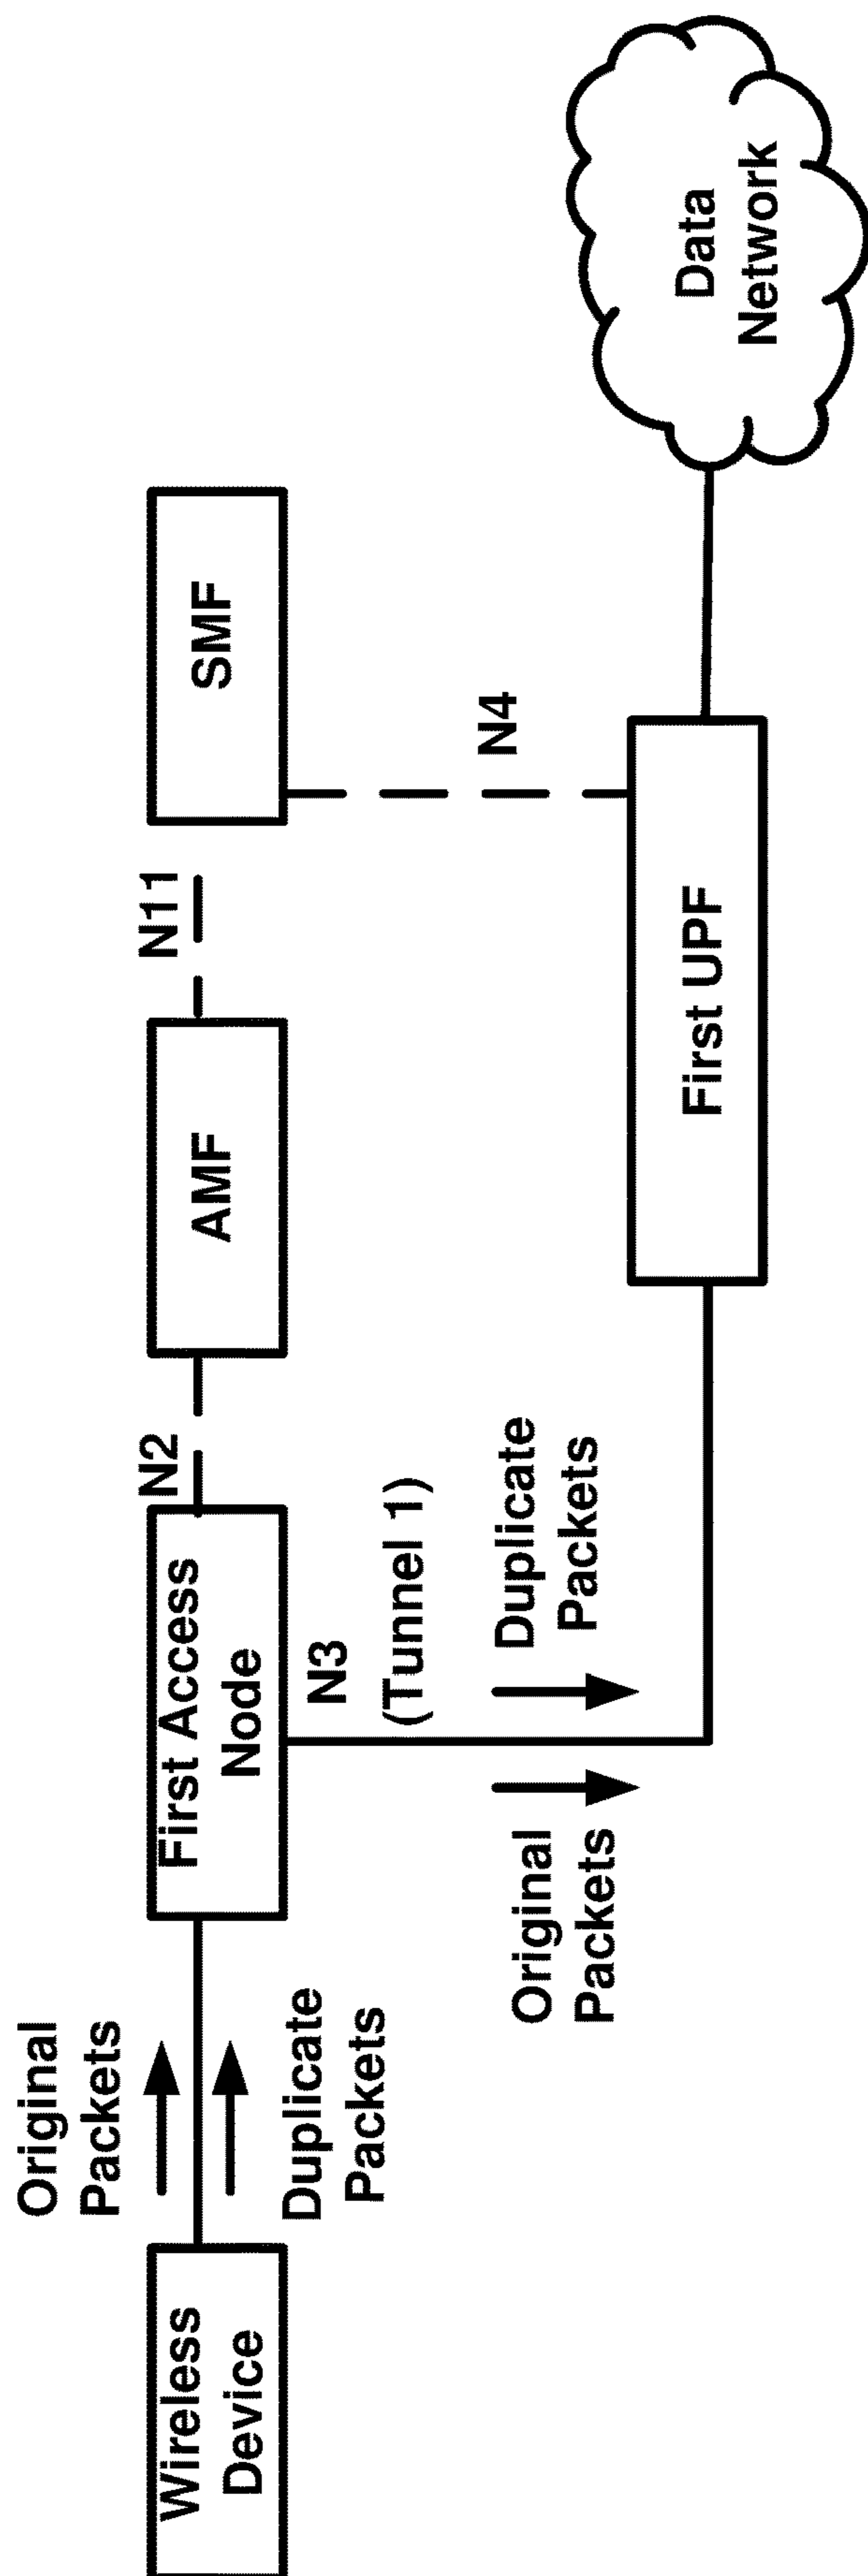 Original
Packets
Wireless
Device
Duplicate
Packets
First Access
Node
N2
AMF
N11
SMF
N3
(Tunnel 1)
Original
Packets
Duplicate
Packets
N4
First UPF
Data
Network